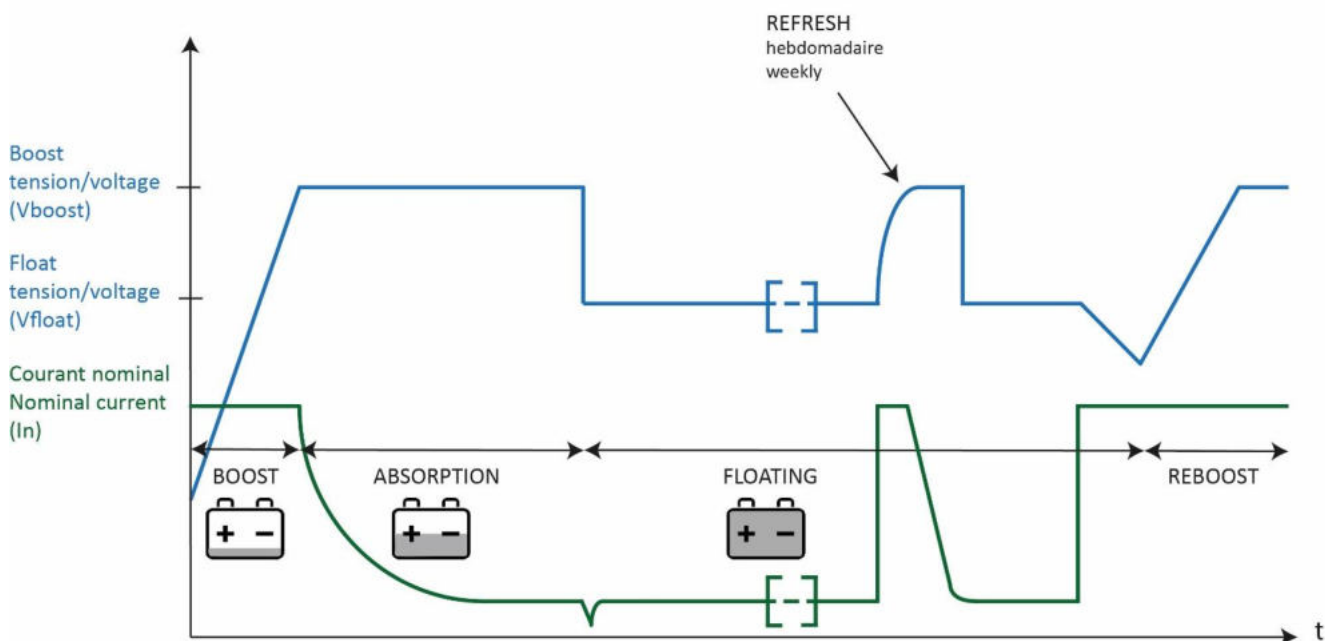 REFRESH
hebdomadaire
weekly
Boost
tension/voltage
(Vboost)
Float
tension/voltage
(Vfloat)
Courant nominal
Nominal current
(In)
BOOST
ABSORPTION
FLOATING
REBOOST
+ −
+ −
+ −
t